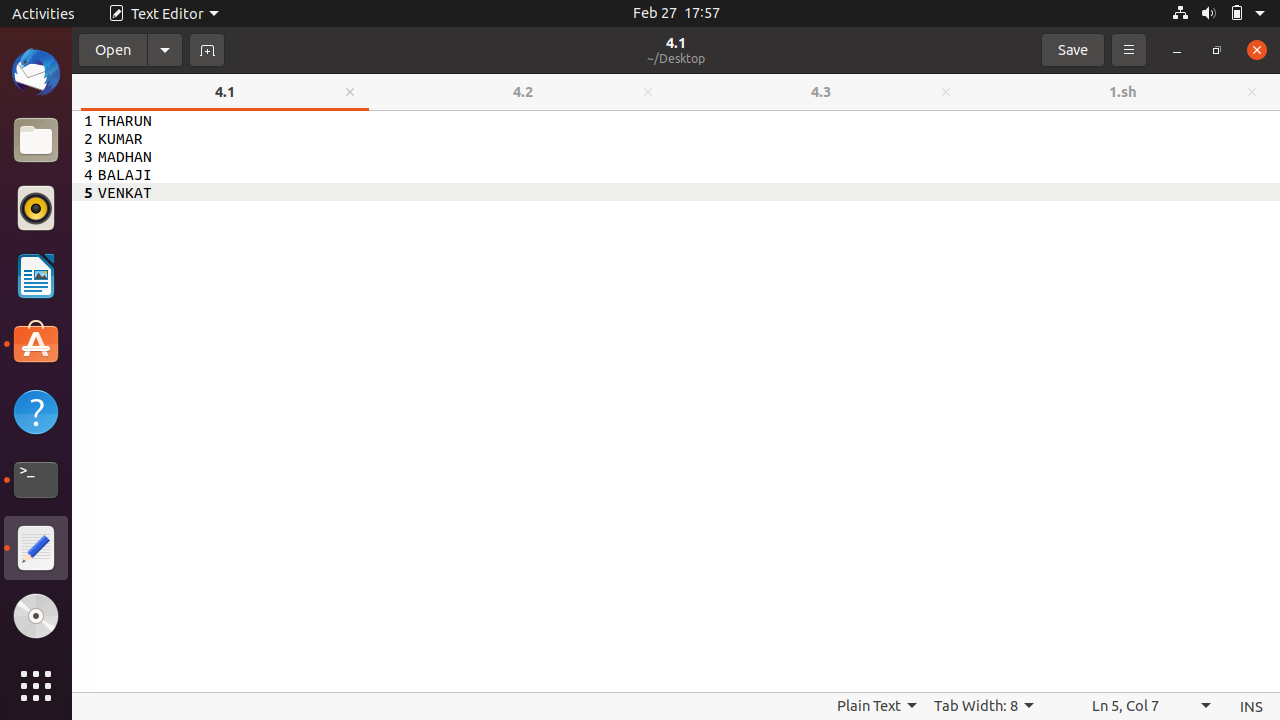 Activities Text Editor Feb 27 17:57
Open 4.1 Save
~/Desktop
4.1 4.2 4.3 1.sh
1 THARUN
2 KUMAR
3 MADHAN
4 BALAJI
5 VENKAT
Plain Text Tab Width: 8 Ln 5, Col 7 INS